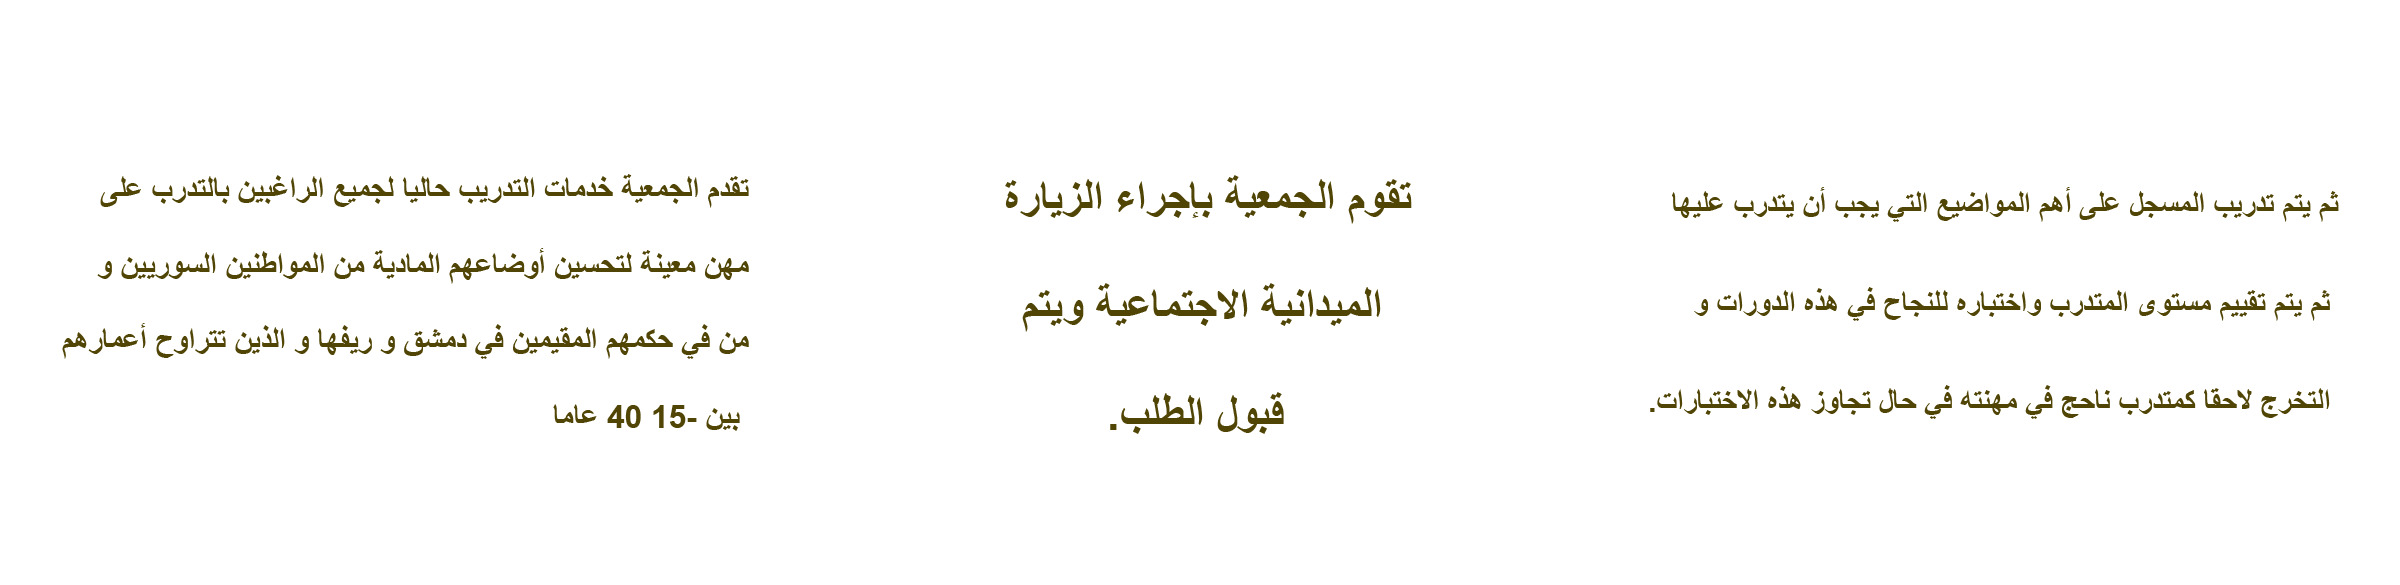 ثم يتم تدريب المسجل على أهم المواضيع التي يجب أن يتدرب عليها
ثم يتم تقييم مستوى المتدرب واختباره للنجاح في هذه الدورات و
التخرج لاحقا كمتدرب ناجح في مهنته في حال تجاوز هذه الاختبارات.
تقوم الجمعية بإجراء الزيارة
الميدانية الاجتماعية ويتم
قبول الطلب.
تقدم الجمعية خدمات التدريب حاليا لجميع الراغبين بالتدرب على
مهن معينة لتحسين أوضاعهم المادية من المواطنين السوريين و
من في حكمهم المقيمين في دمشق و ريفها و الذين تتراوح أعمارهم
بين -15 40 عاما